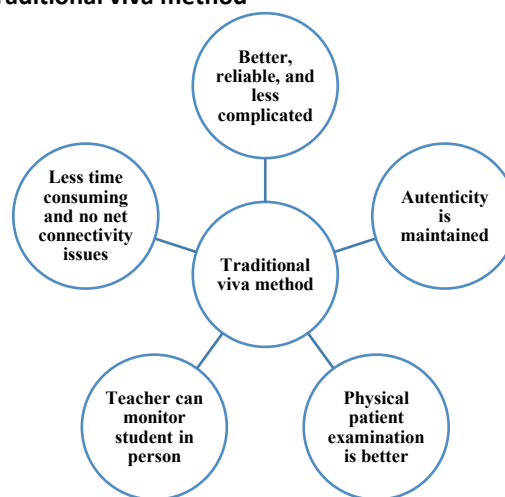 raditional viva method
Better,
reliable, and
less
complicated
Less time
consuming
and no net
connectivity
issues
Autenticity
is
maintained
Traditional
viva method
Teacher can
monitor
student in
person
Physical
patient
examination
is better